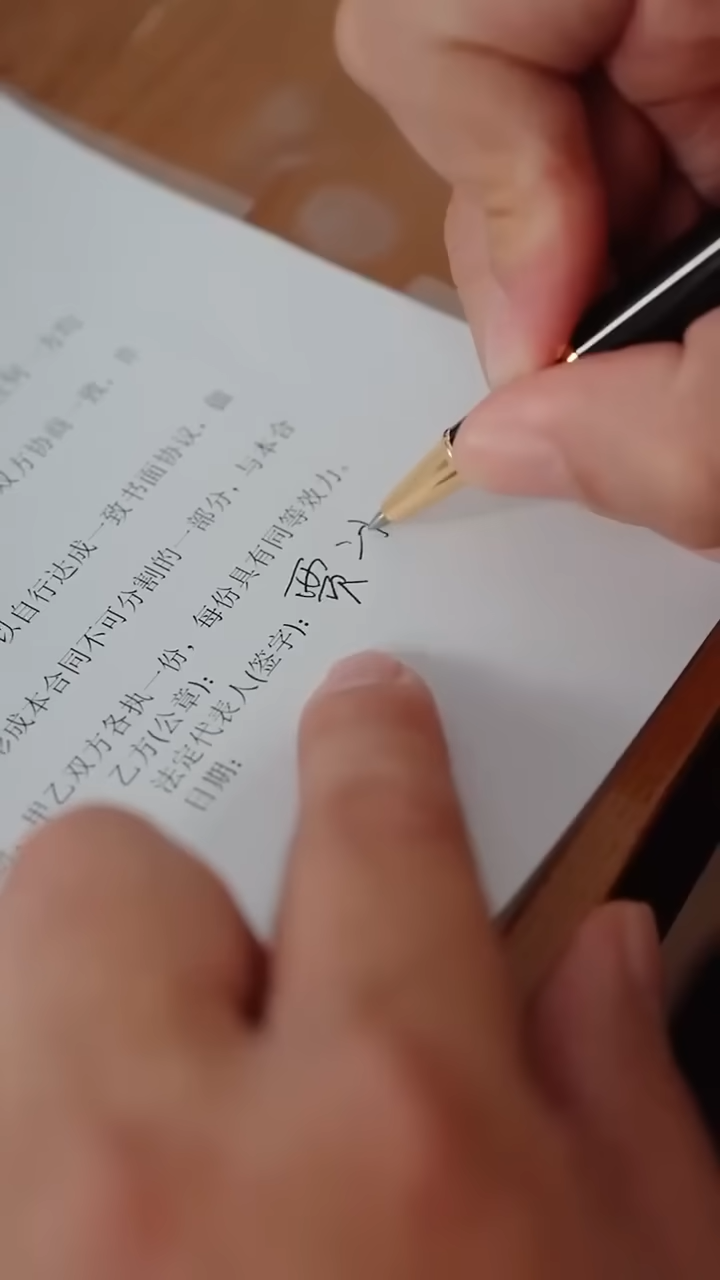 双方协商一致。
以自行达成一致书面协议。
成本合同不可分割的一部分，与本合
甲乙双方各执一份，每份具有同等效力。
乙方(公章)：
法定代表人(签字)：贾
日期：